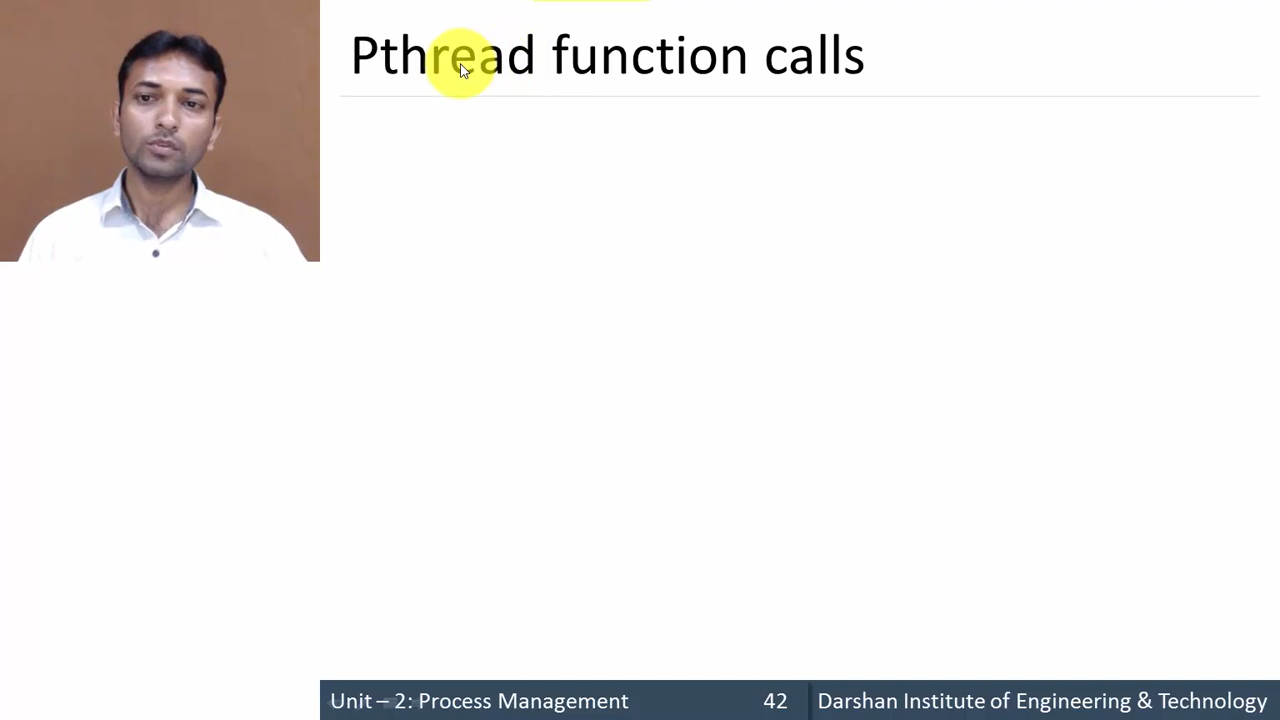 Pthread function calls
Unit – 2: Process Management 42 Darshan Institute of Engineering & Technology